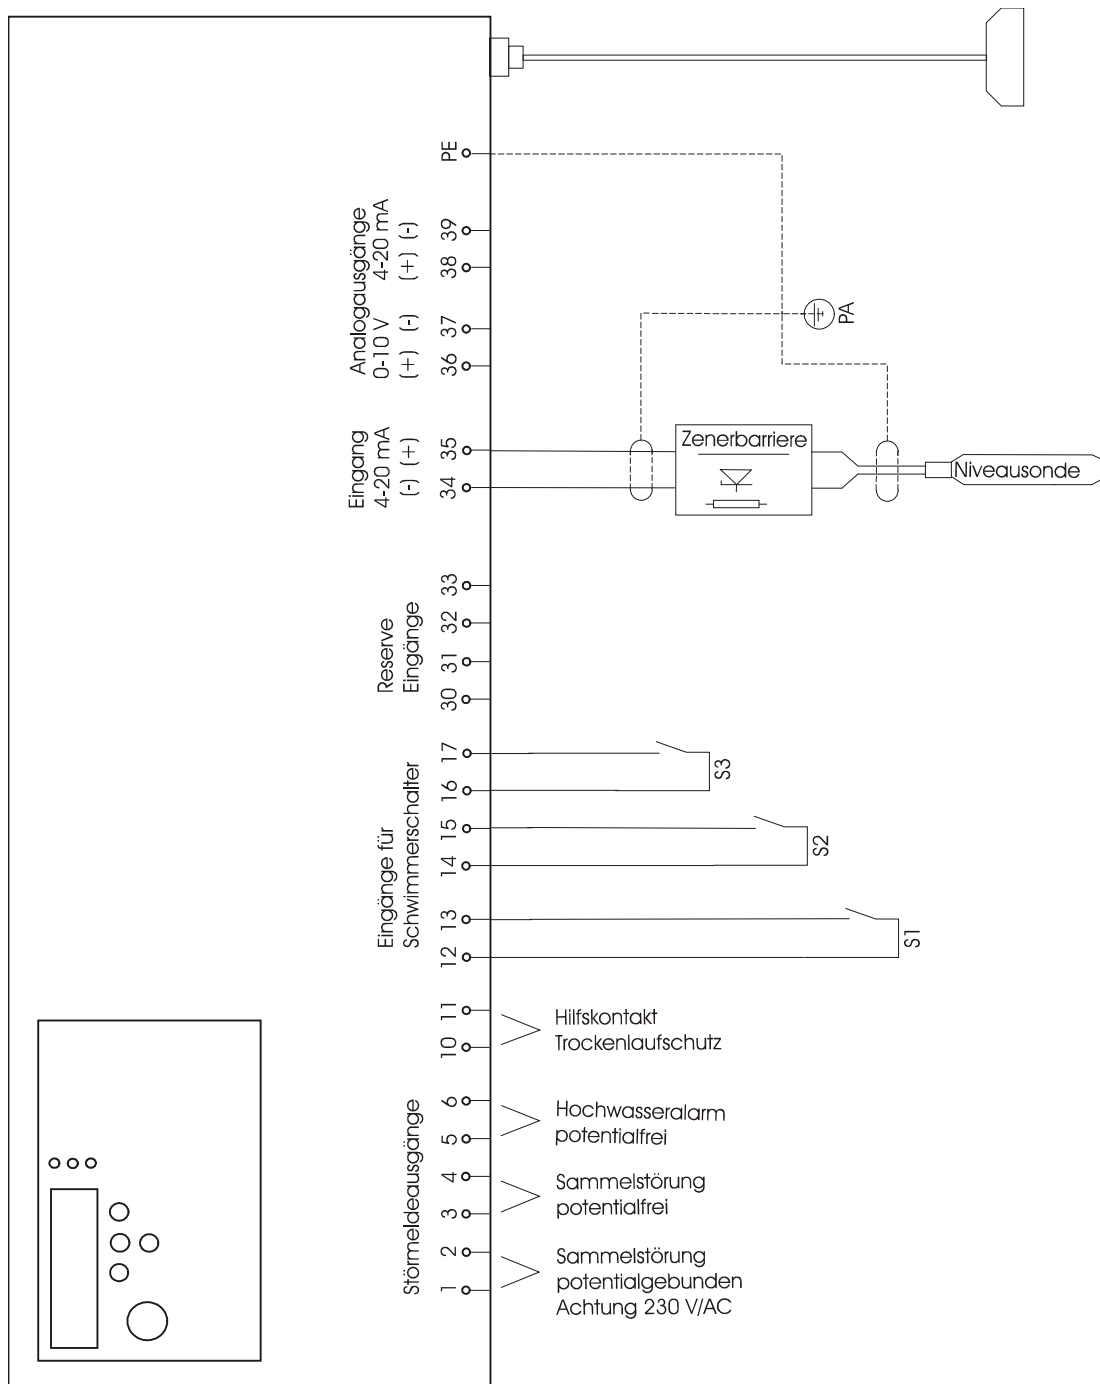 PE
Analogausgänge
0-10 V 4-20 mA
(+) (-) (+) (-)
36 37 38 39
PA
Eingang
4-20 mA
(-) (+)
34 35
Zenerbarriere
Niveausonde
Reserve
Eingänge
30 31 32 33
Eingänge für
Schwimmerschalter
12 13 14 15 16 17
S3
S2
S1
10 11
Hilfskontakt
Trockenlaufschutz
Störmeldeausgänge
1 2 3 4 5 6
Hochwasseralarm
potentialfrei
Sammelstörung
potentialfrei
Sammelstörung
potentialgebunden
Achtung 230 V/AC